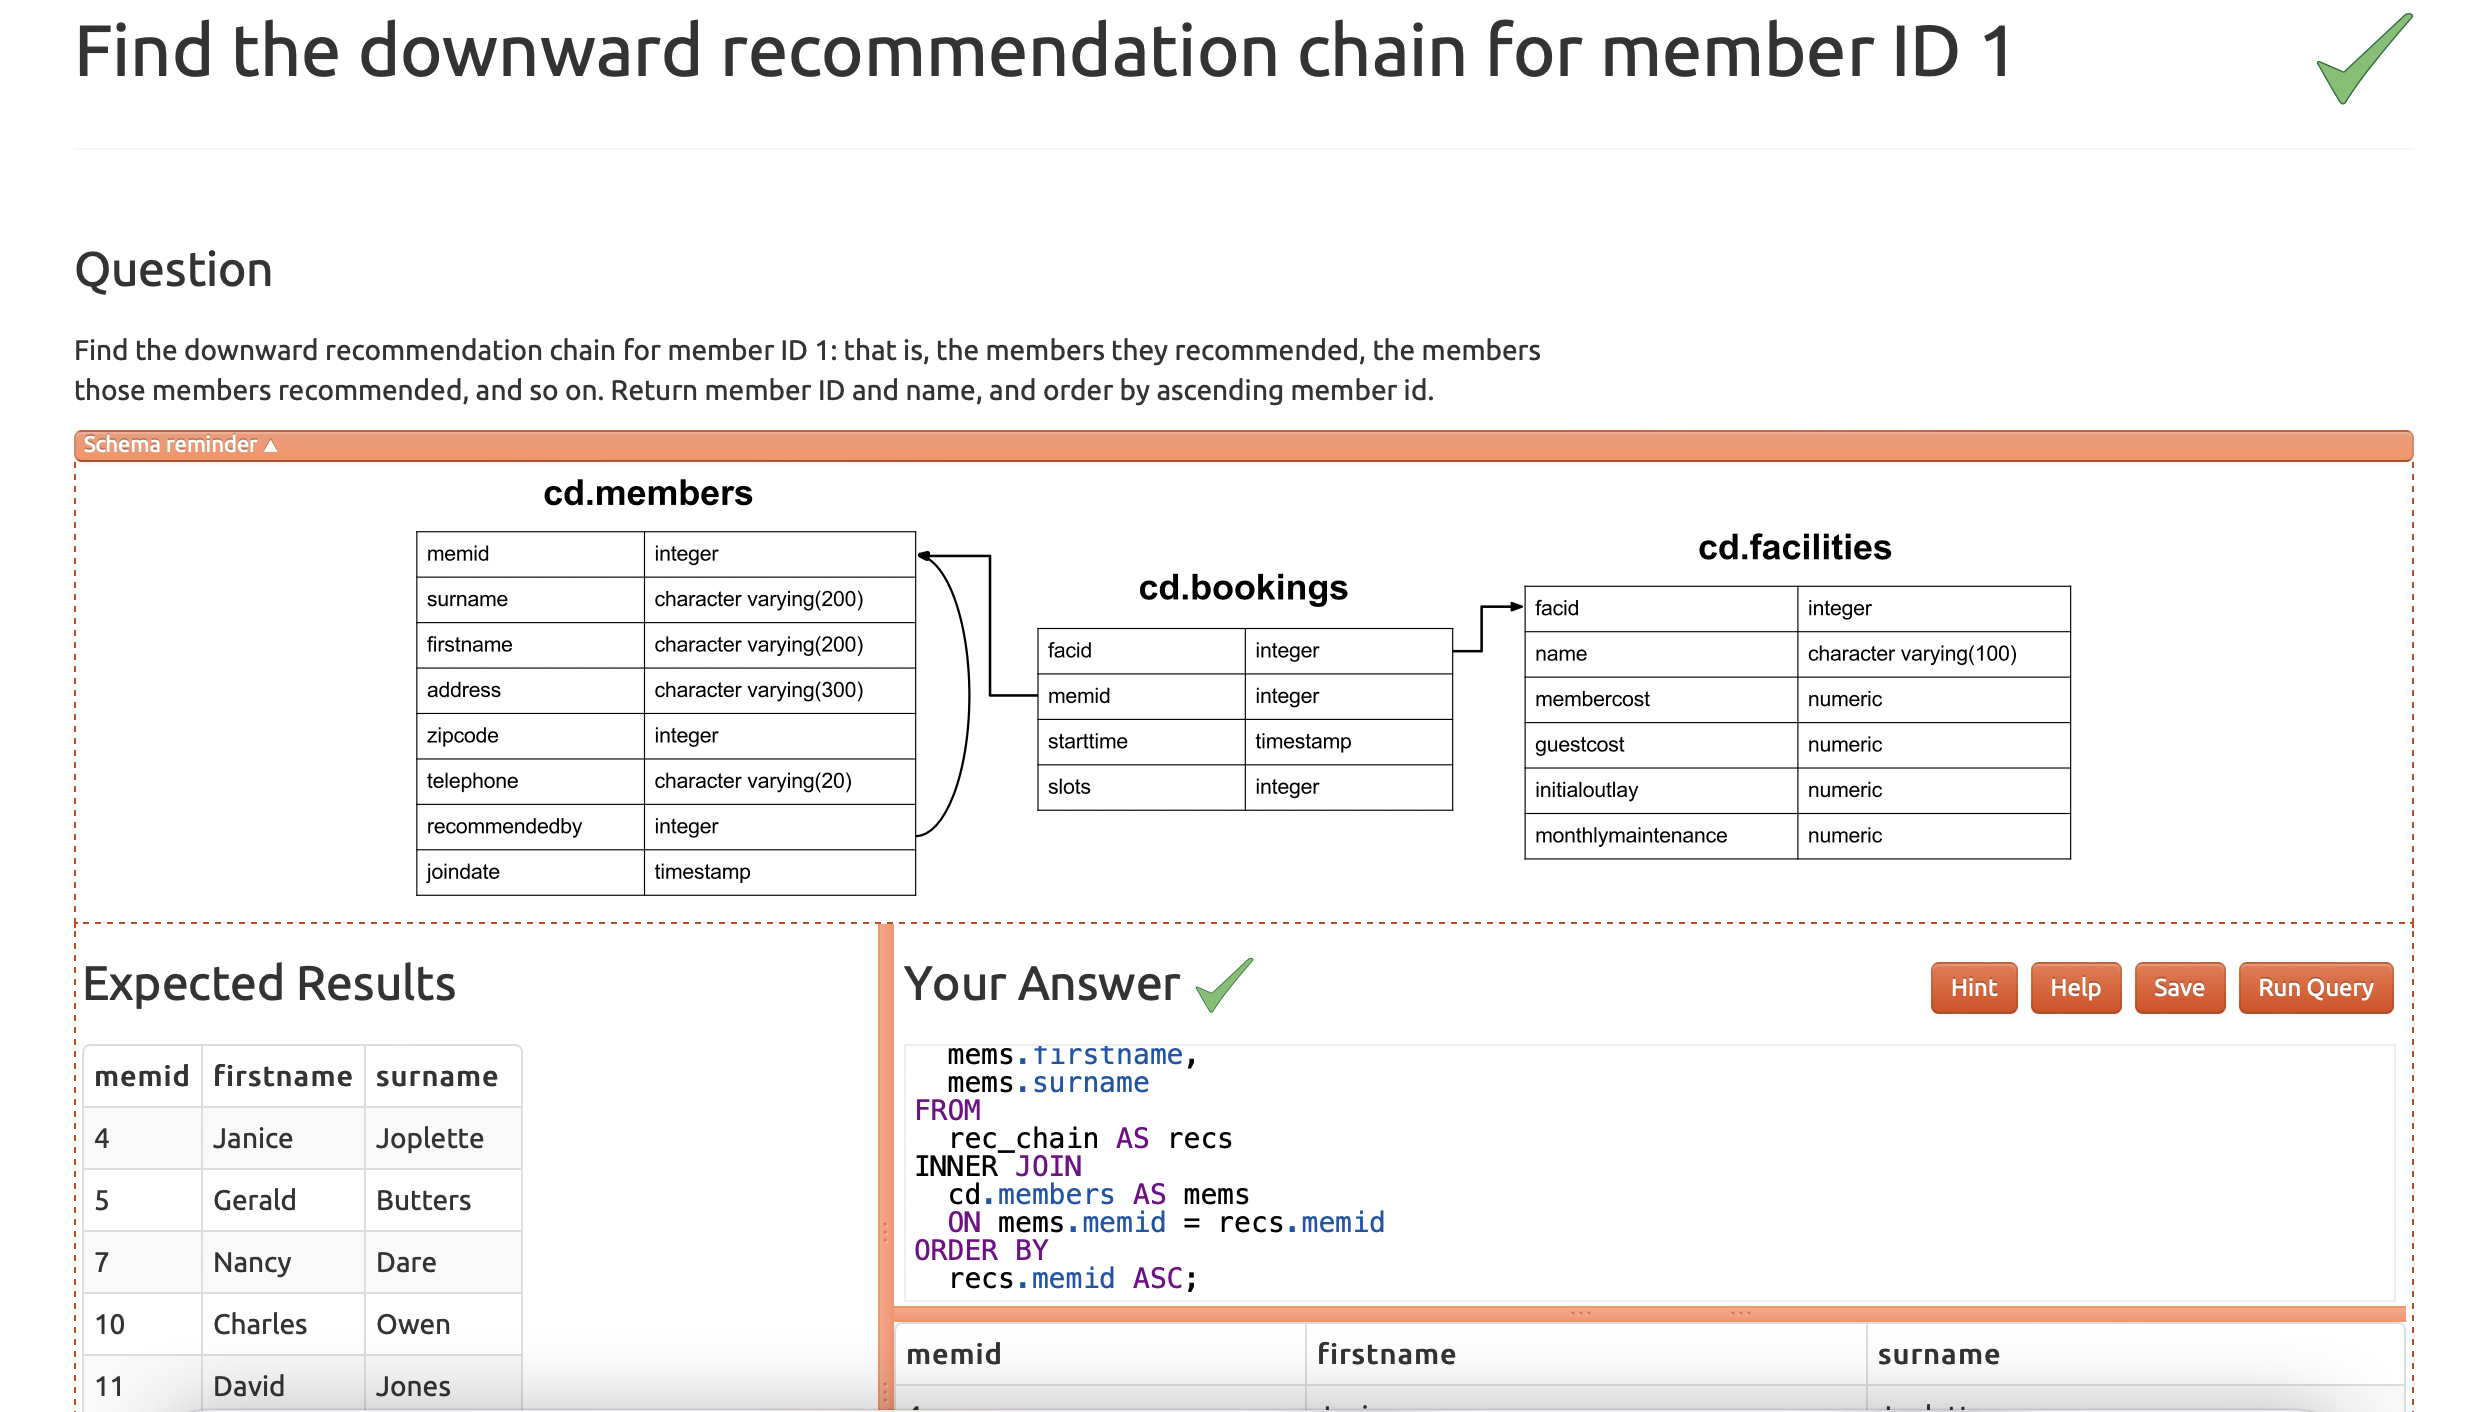 Find the downward recommendation chain for member ID 1
Question
Find the downward recommendation chain for member ID 1: that is, the members they recommended, the members
those members recommended, and so on. Return member ID and name, and order by ascending member id.
Schema reminder ▲
cd.members
memid integer
surname character varying(200)
firstname character varying(200)
address character varying(300)
zipcode integer
telephone character varying(20)
recommendedby integer
joindate timestamp
cd.bookings
facid integer
memid integer
starttime timestamp
slots integer
cd.facilities
facid integer
name character varying(100)
membercost numeric
guestcost numeric
initialoutlay numeric
monthlymaintenance numeric
Expected Results
memid firstname surname
4 Janice Joplette
5 Gerald Butters
7 Nancy Dare
10 Charles Owen
11 David Jones
Your Answer
Hint Help Save Run Query
mems.firstname,
mems.surname
FROM
rec_chain AS recs
INNER JOIN
cd.members AS mems
ON mems.memid = recs.memid
ORDER BY
recs.memid ASC;
memid firstname surname